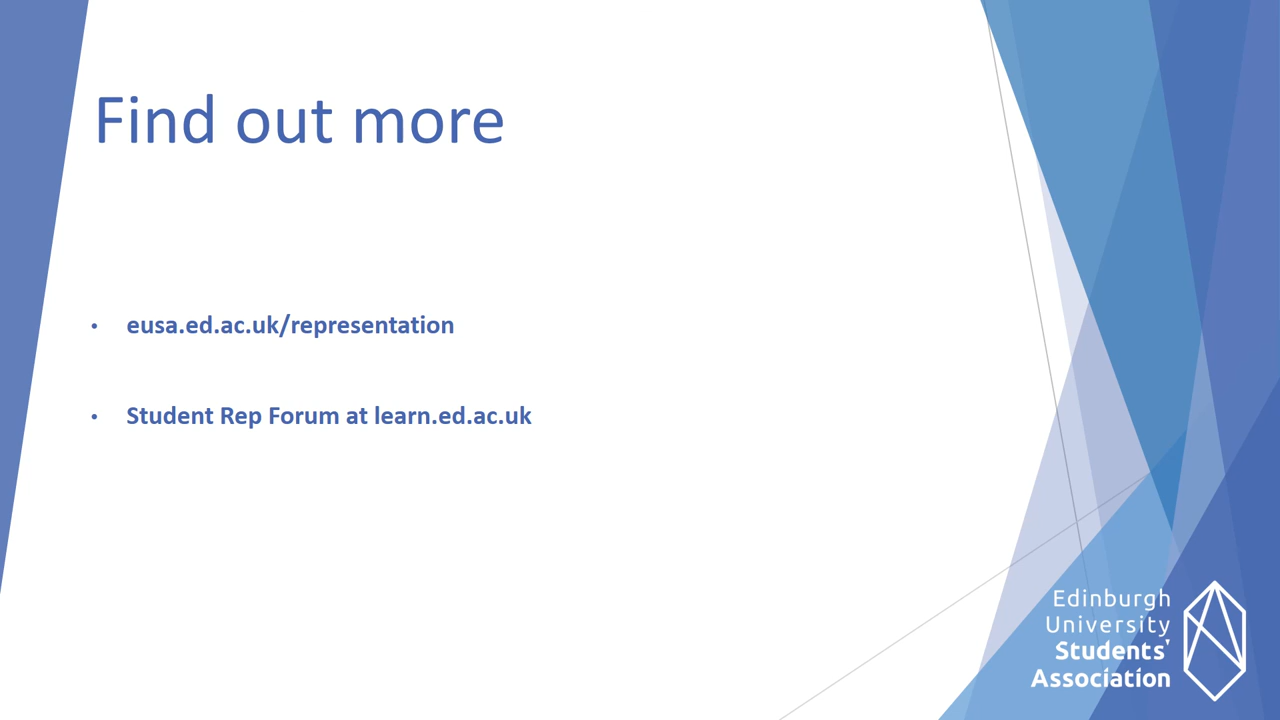 Find out more
• eusa.ed.ac.uk/representation
• Student Rep Forum at learn.ed.ac.uk
Edinburgh
University
Students'
Association